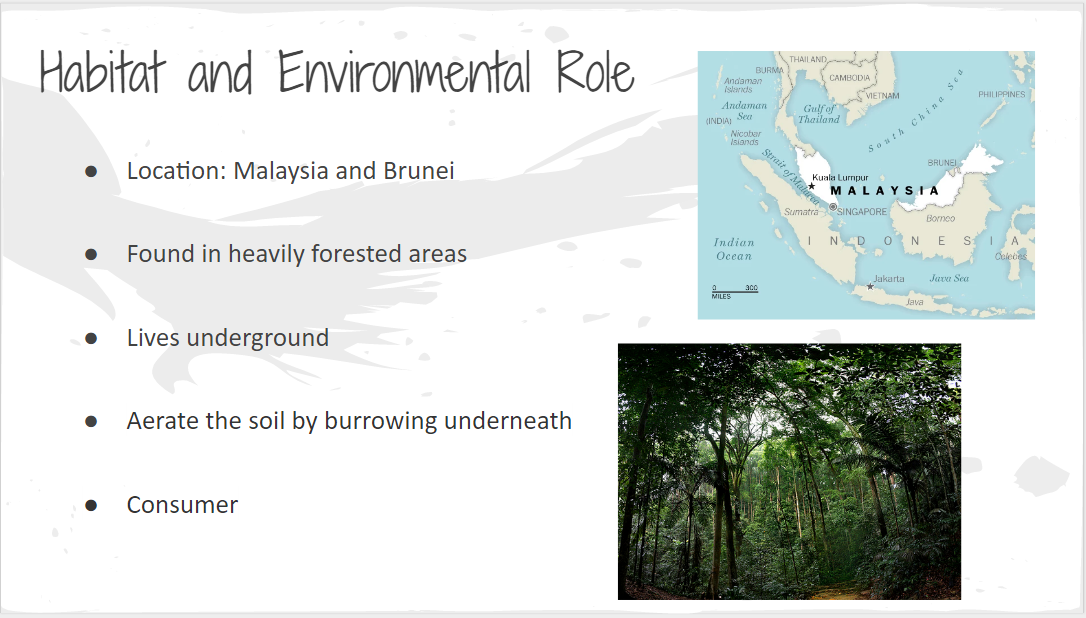 Habitat and Environmental Role
● Location: Malaysia and Brunei
● Found in heavily forested areas
● Lives underground
● Aerate the soil by burrowing underneath
● Consumer
THAILAND
BURMA
CAMBODIA
Andaman
Islands
VIETNAM
PHILIPPINES
Andaman
Sea
Gulf of
Thailand
South China Sea
(INDIA)
Nicobar
Islands
Strait of Malacca
BRUNEI
Kuala Lumpur
MALAYSIA
Sumatra
SINGAPORE
Borneo
Indian
Ocean
INDONESIA
Celebes
Jakarta
Java Sea
0 300
MILES
Java